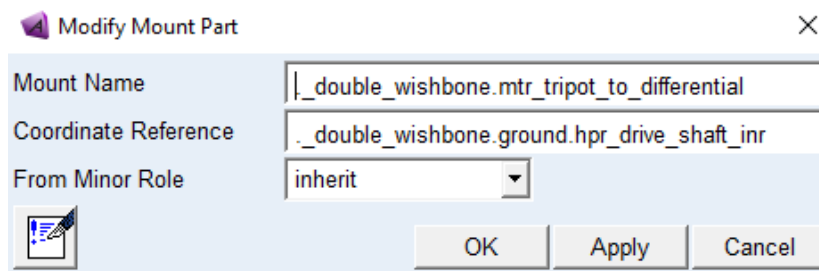 Modify Mount Part
Mount Name ._double_wishbone.mtr_tripot_to_differential
Coordinate Reference ._double_wishbone.ground.hpr_drive_shaft_inr
From Minor Role inherit
OK Apply Cancel